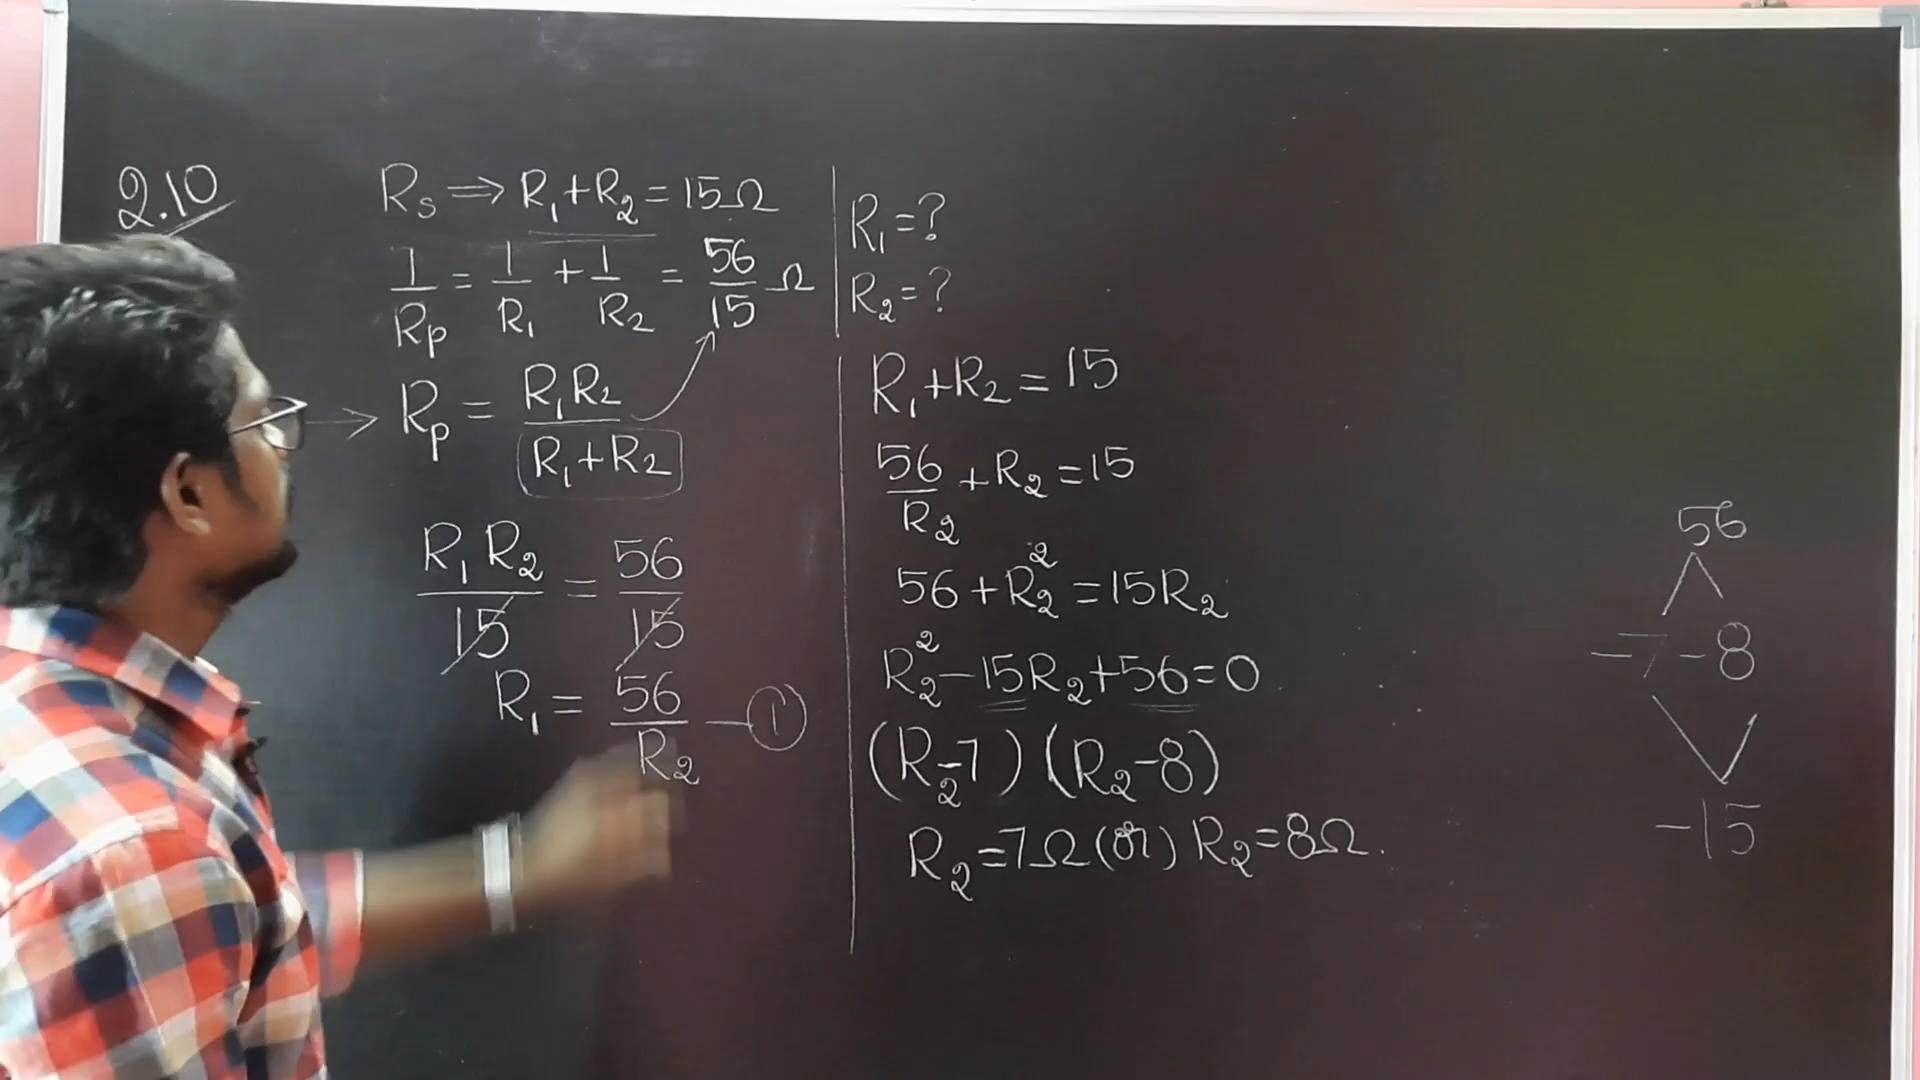 2.10
Rs ⟹ R₁+R₂ = 15Ω
1/Rp = 1/R₁ + 1/R₂ = 56/15 Ω
→ Rp = R₁R₂/(R₁+R₂)
R₁R₂/15 = 56/15
R₁ = 56/R₂ — ①
R₁ = ?
R₂ = ?
R₁+R₂ = 15
56/R₂ + R₂ = 15
56+R₂² = 15R₂
R₂²-15R₂+56=0
(R₂-7) (R₂-8)
R₂=7Ω (or) R₂=8Ω.
56
-7 -8
-15